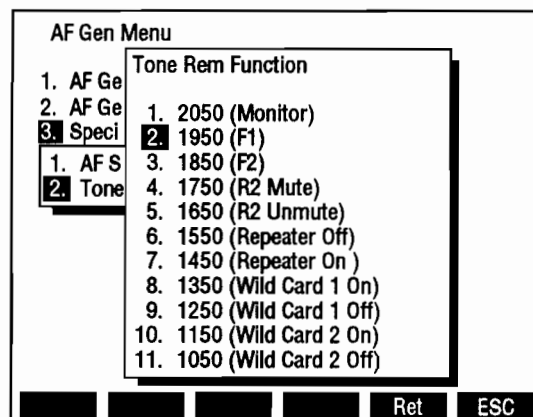 AF Gen Menu
1. AF Ge
2. AF Ge
3. Speci
1. AF S
2. Tone
Tone Rem Function
1. 2050 (Monitor)
2. 1950 (F1)
3. 1850 (F2)
4. 1750 (R2 Mute)
5. 1650 (R2 Unmute)
6. 1550 (Repeater Off)
7. 1450 (Repeater On )
8. 1350 (Wild Card 1 On)
9. 1250 (Wild Card 1 Off)
10. 1150 (Wild Card 2 On)
11. 1050 (Wild Card 2 Off)
Ret ESC